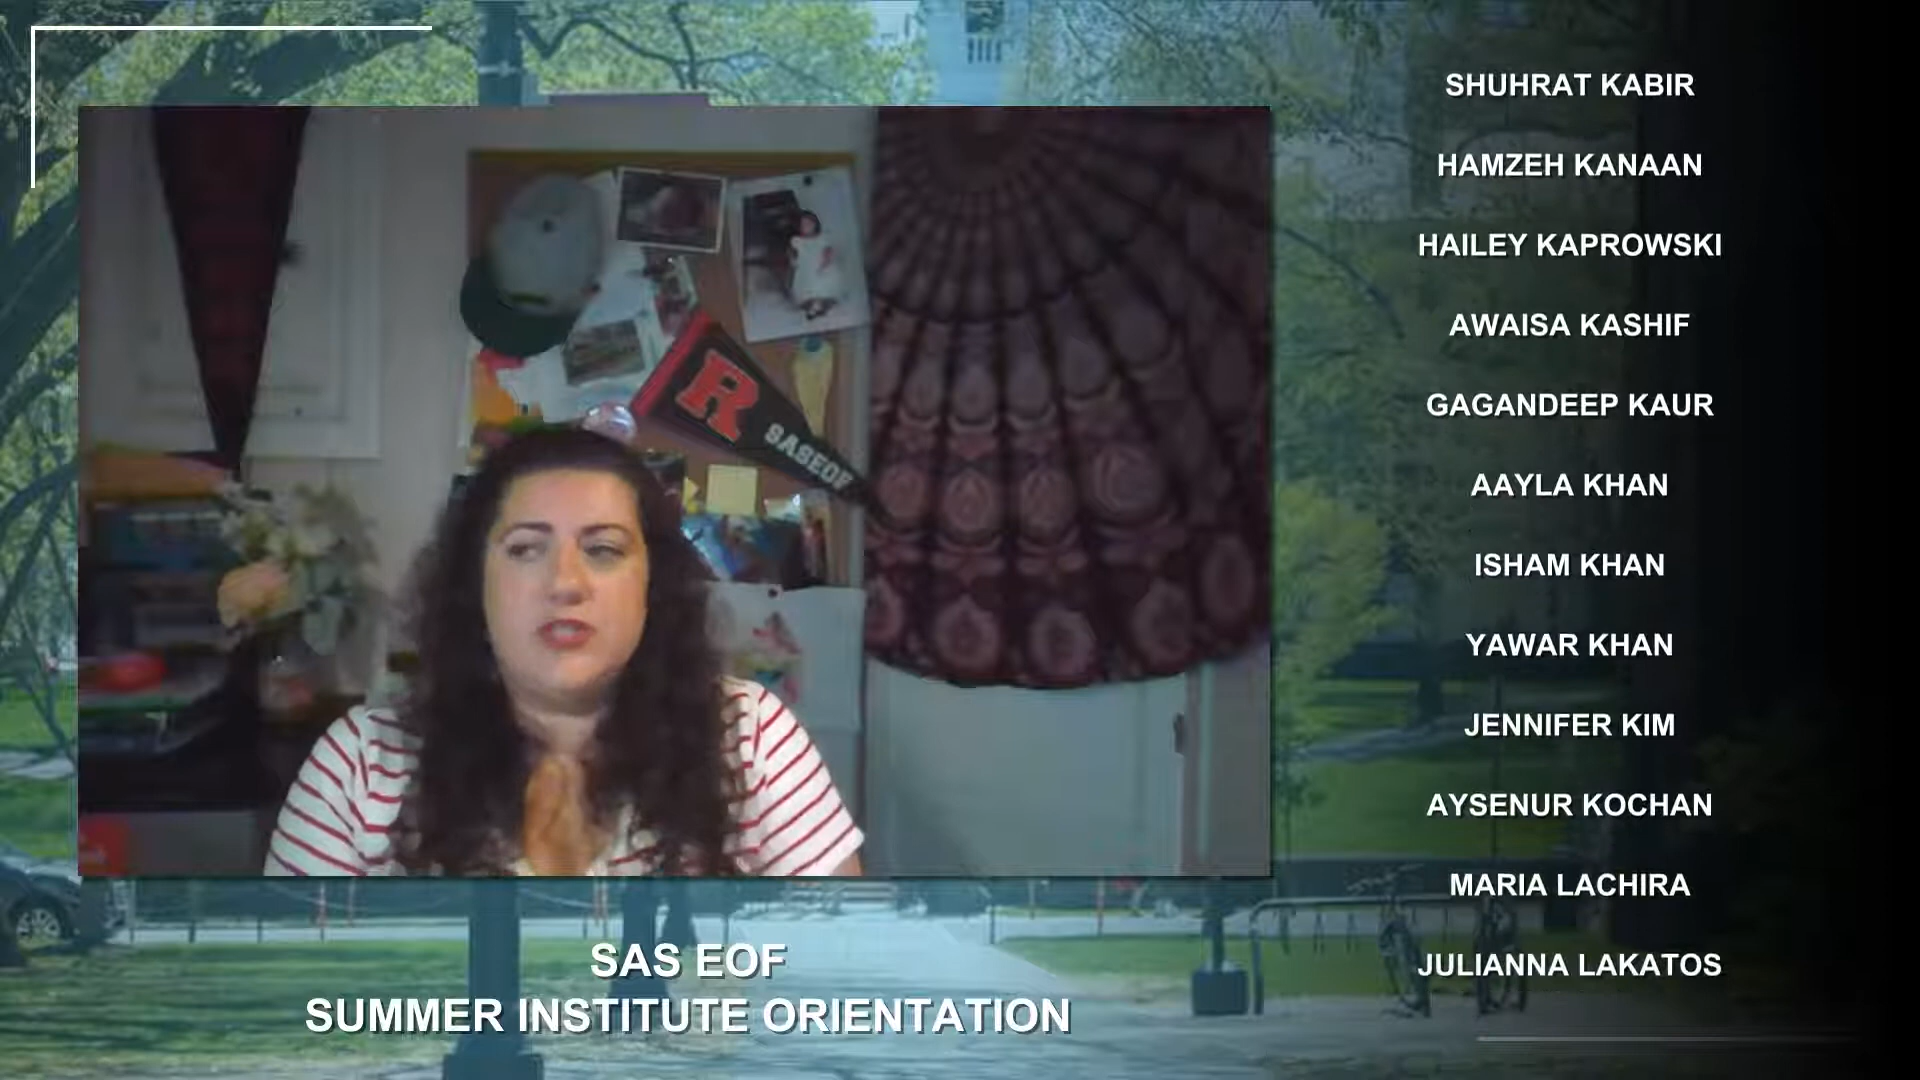 R
SASEOF
SAS EOF
SUMMER INSTITUTE ORIENTATION
SHUHRAT KABIR
HAMZEH KANAAN
HAILEY KAPROWSKI
AWAISA KASHIF
GAGANDEEP KAUR
AAYLA KHAN
ISHAM KHAN
YAWAR KHAN
JENNIFER KIM
AYSENUR KOCHAN
MARIA LACHIRA
JULIANNA LAKATOS